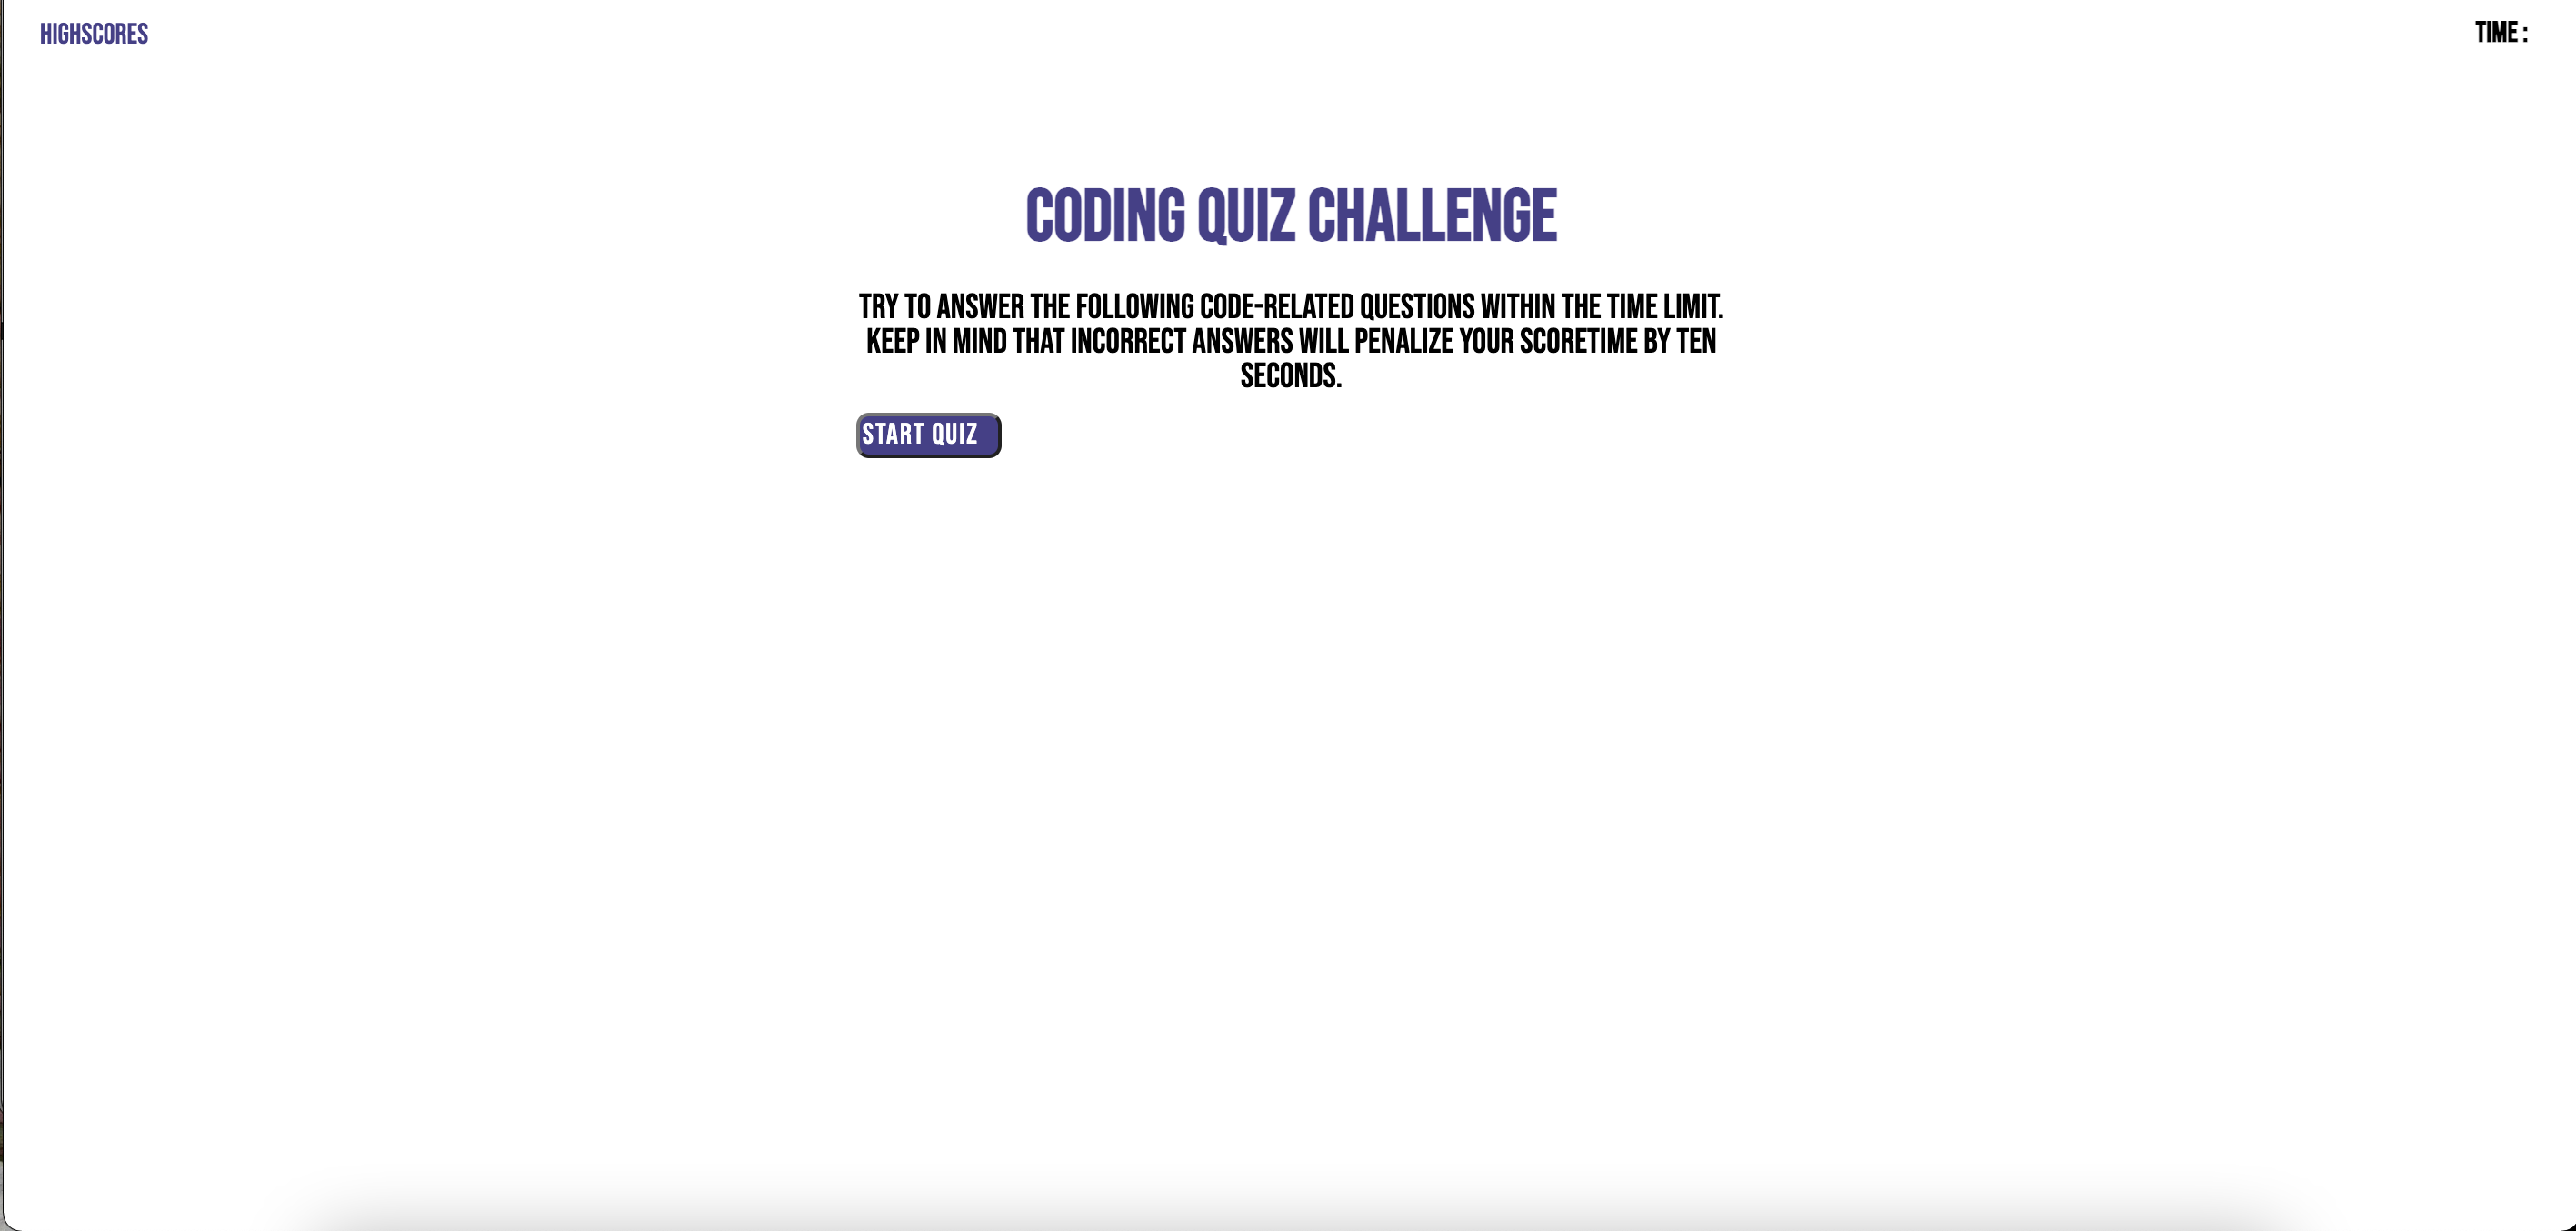 HIGHSCORES
TIME :
CODING QUIZ CHALLENGE
TRY TO ANSWER THE FOLLOWING CODE-RELATED QUESTIONS WITHIN THE TIME LIMIT.
KEEP IN MIND THAT INCORRECT ANSWERS WILL PENALIZE YOUR SCORETIME BY TEN
SECONDS.
START QUIZ